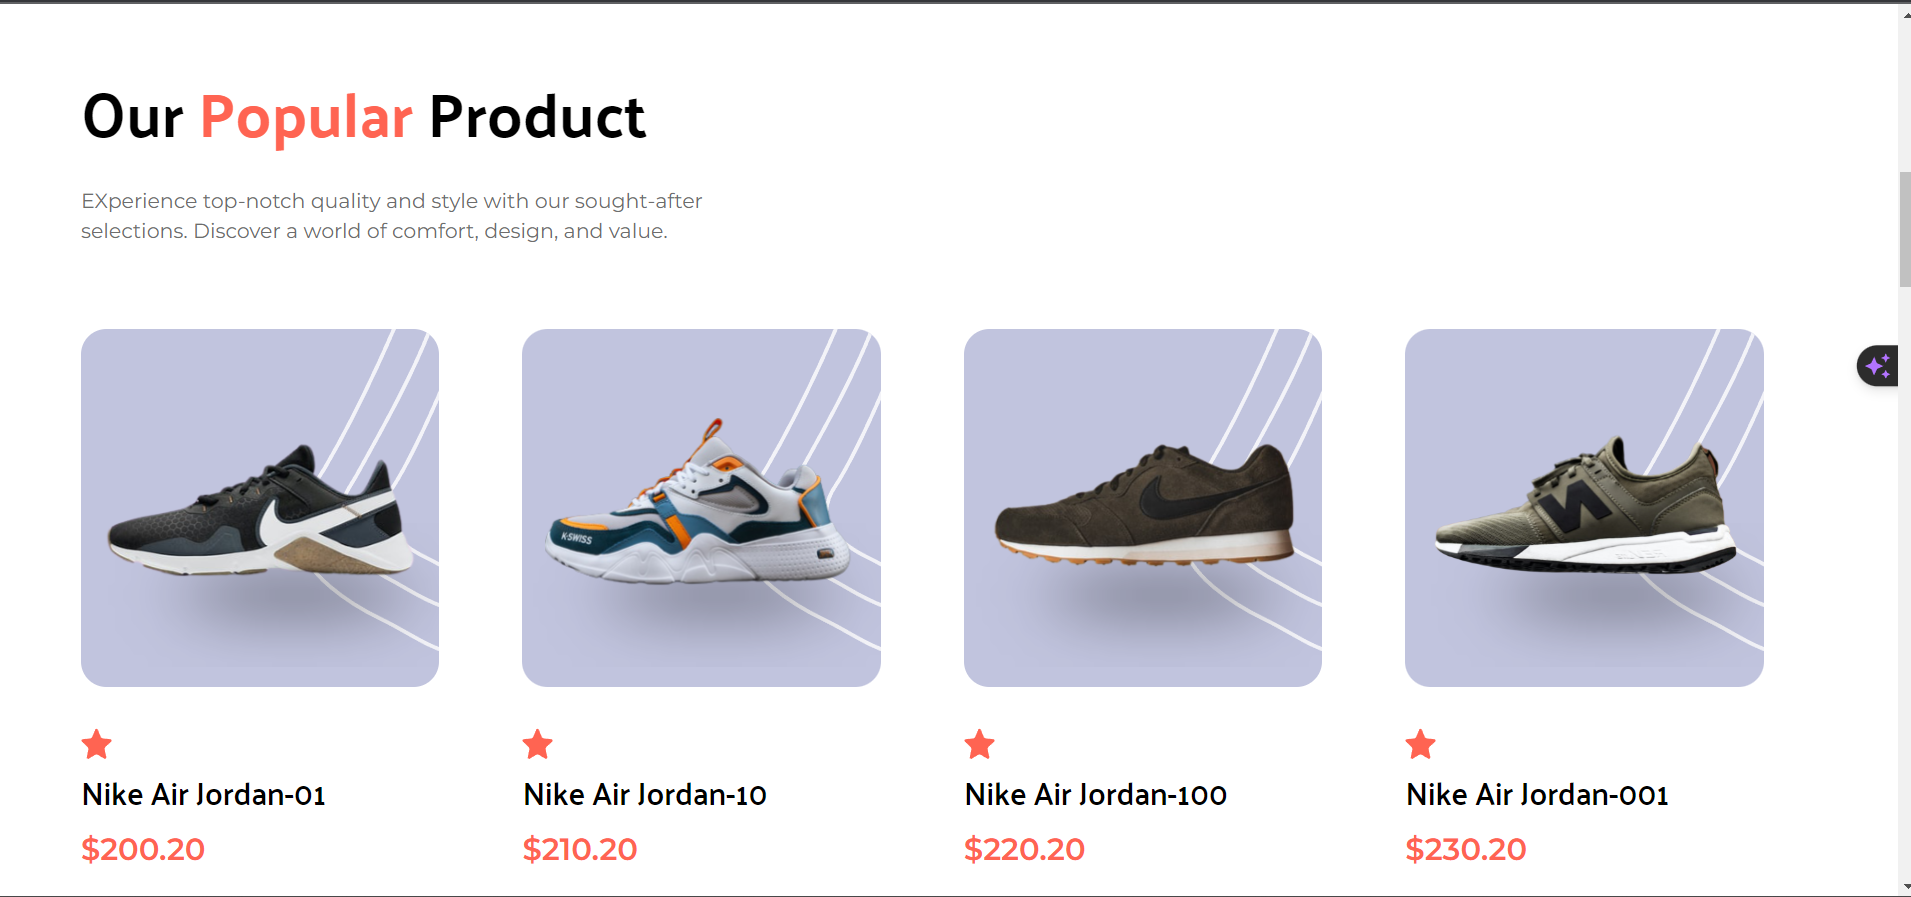 Our Popular Product
EXperience top-notch quality and style with our sought-after
selections. Discover a world of comfort, design, and value.
K·SWISS
Nike Air Jordan-01
Nike Air Jordan-10
Nike Air Jordan-100
Nike Air Jordan-001
$200.20
$210.20
$220.20
$230.20